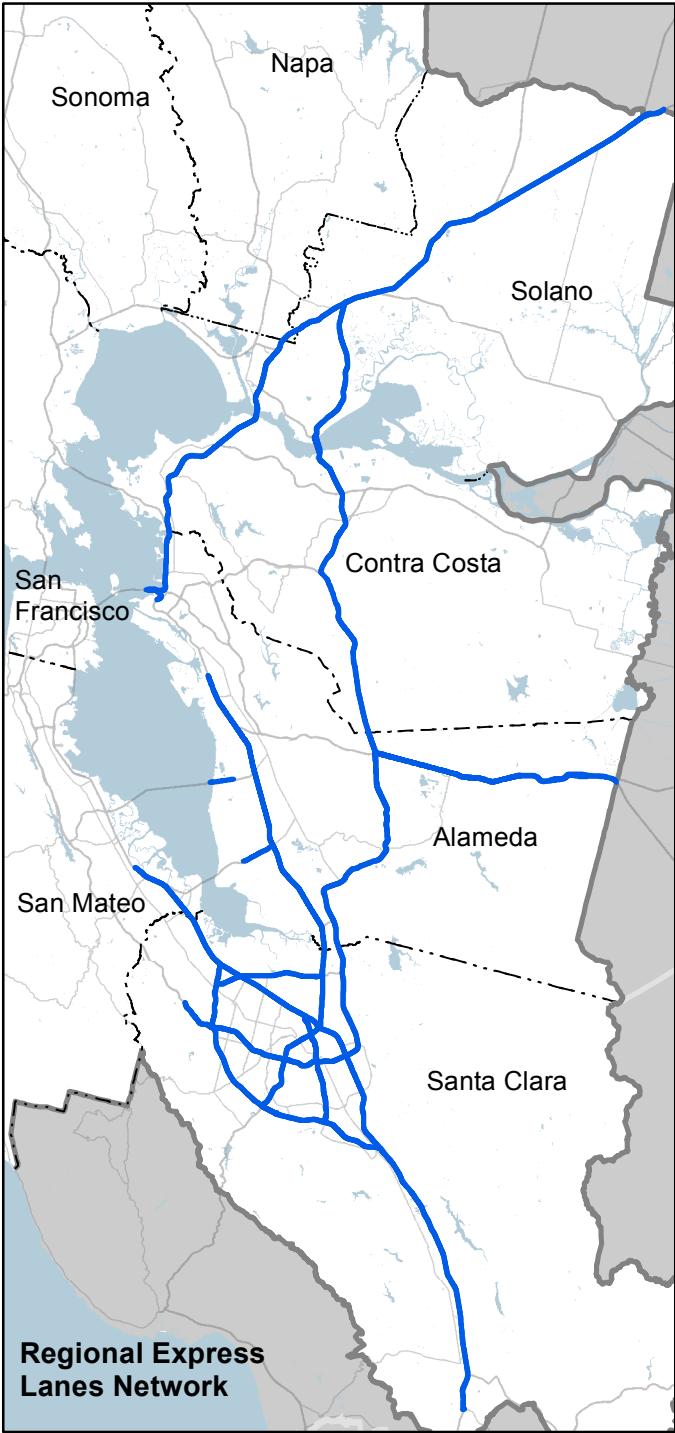 Napa
Sonoma
Solano
Contra Costa
San
Francisco
Alameda
San Mateo
Santa Clara
Regional Express
Lanes Network